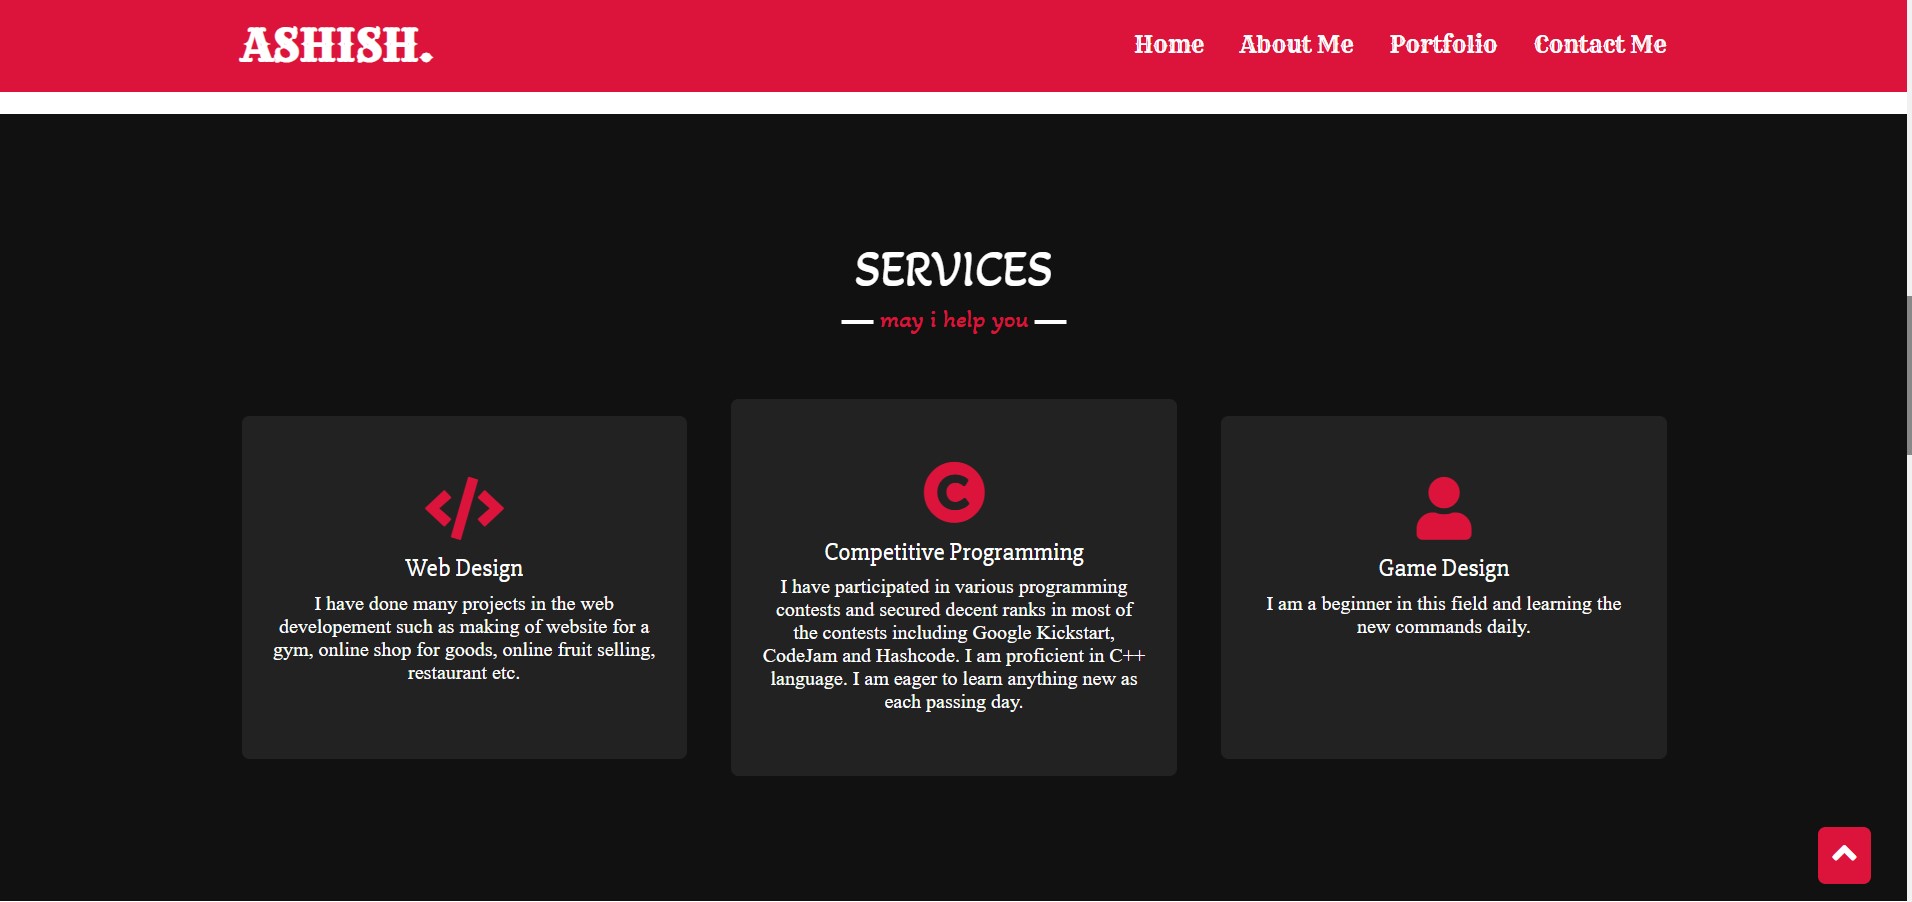 ASHISH.
Home About Me Portfolio Contact Me
SERVICES
may i help you
Web Design
I have done many projects in the web
developement such as making of website for a
gym, online shop for goods, online fruit selling,
restaurant etc.
Competitive Programming
I have participated in various programming
contests and secured decent ranks in most of
the contests including Google Kickstart,
CodeJam and Hashcode. I am proficient in C++
language. I am eager to learn anything new as
each passing day.
Game Design
I am a beginner in this field and learning the
new commands daily.